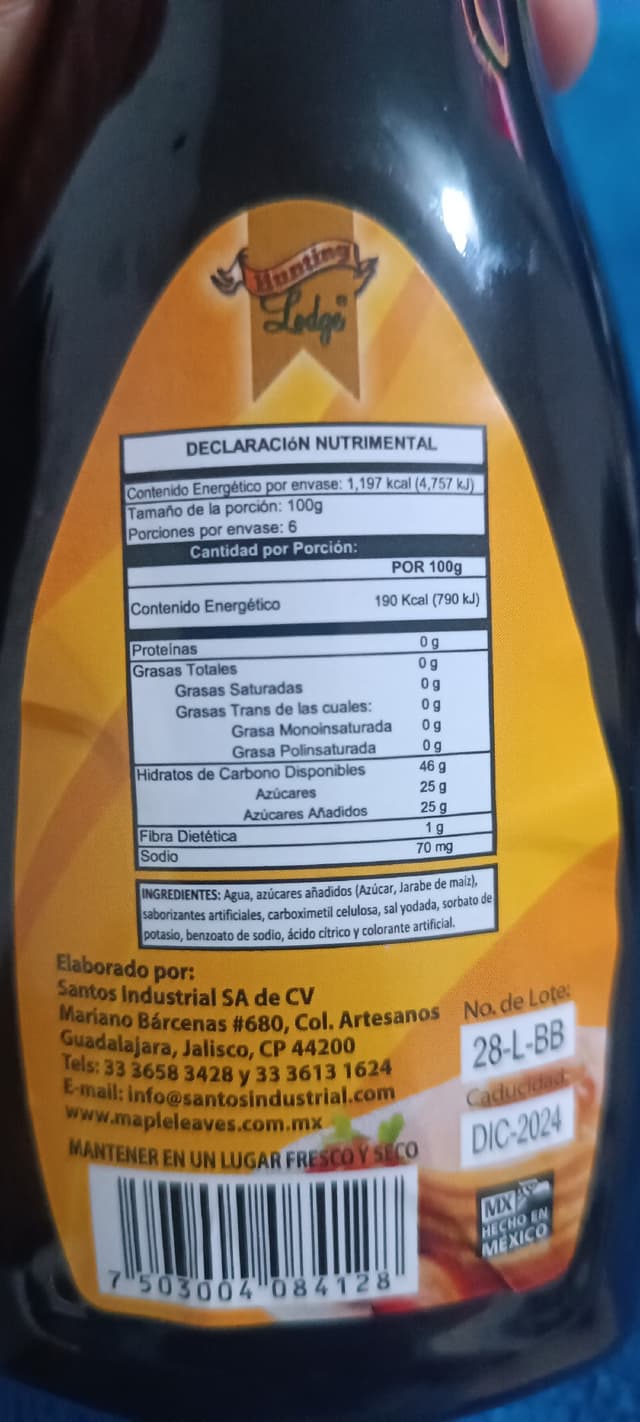 Hunting
Lodge®
DECLARACIÓN NUTRIMENTAL
Contenido Energético por envase: 1,197 kcal (4,757 kJ)
Tamaño de la porción: 100g
Porciones por envase: 6
Cantidad por Porción:
POR 100g
Contenido Energético 190 Kcal (790 kJ)
Proteínas 0 g
Grasas Totales 0 g
Grasas Saturadas 0 g
Grasas Trans de las cuales: 0 g
Grasa Monoinsaturada 0 g
Grasa Polinsaturada 0 g
Hidratos de Carbono Disponibles 46 g
Azúcares 25 g
Azúcares Añadidos 25 g
Fibra Dietética 1 g
Sodio 70 mg
INGREDIENTES: Agua, azúcares añadidos (Azúcar, Jarabe de maíz),
saborizantes artificiales, carboximetil celulosa, sal yodada, sorbato de
potasio, benzoato de sodio, ácido cítrico y colorante artificial.
Elaborado por:
Santos Industrial SA de CV
Mariano Bárcenas #680, Col. Artesanos
Guadalajara, Jalisco, CP 44200
Tels: 33 3658 3428 y 33 3613 1624
E-mail: info@santosindustrial.com
www.mapleleaves.com.mx
MANTENER EN UN LUGAR FRESCO Y SECO
No. de Lote:
28-L-BB
Caducidad:
DIC-2024
MX
HECHO EN
MÉXICO
7 503004 084128